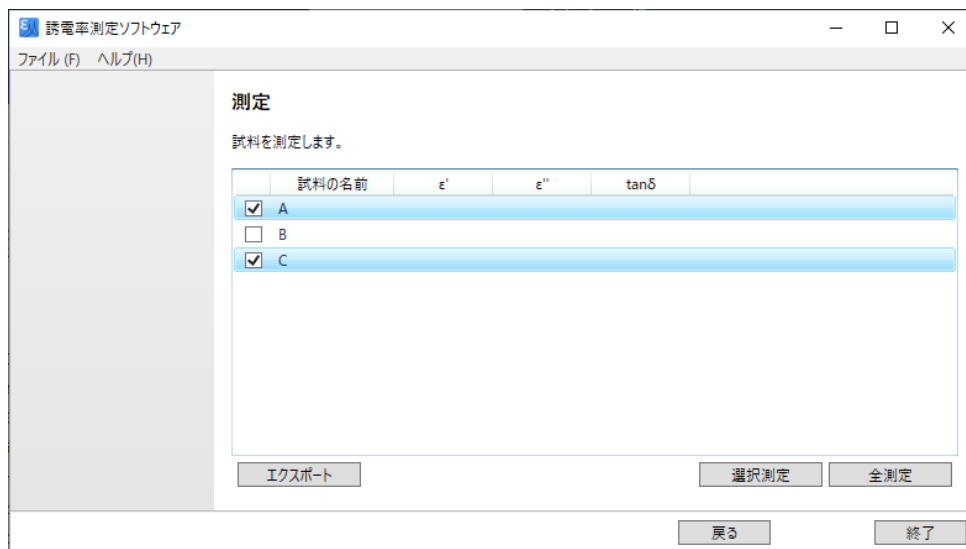 誘電率測定ソフトウェア
ファイル (F) ヘルプ(H)
測定
試料を測定します。
試料の名前 ε' ε" tanδ
A
B
C
エクスポート 選択測定 全測定
戻る 終了